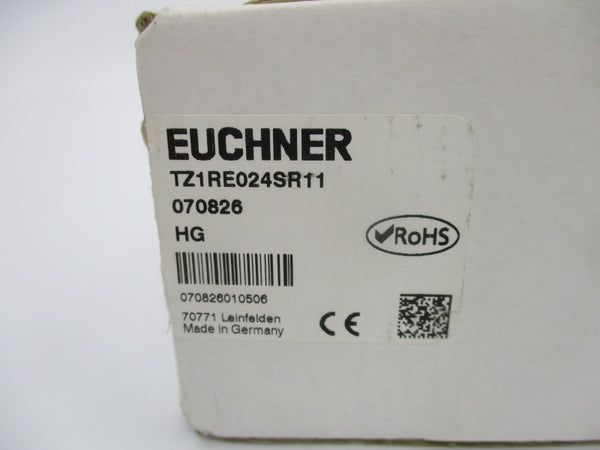 EUCHNER
TZ1RE024SR11
070826
HG
RoHS
070826010506
70771 Leinfelden
Made in Germany
CE